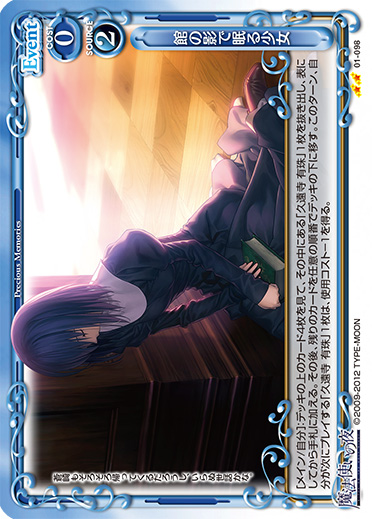 Event
COST
0
SOURCE
2
館の影で眠る少女
01-098
Precious Memories
[メイン/自分]:デッキの上のカード4枚を見て、その中にある「久遠寺 有珠」1枚を抜き出し、表に
してから手札に加える。その後、残りのカードを任意の順番でデッキの下に移す。このターン、自
分が次にプレイする「久遠寺 有珠」1枚は、使用コスト-1を得る。
魔法使いの夜
©2009-2012 TYPE-MOON